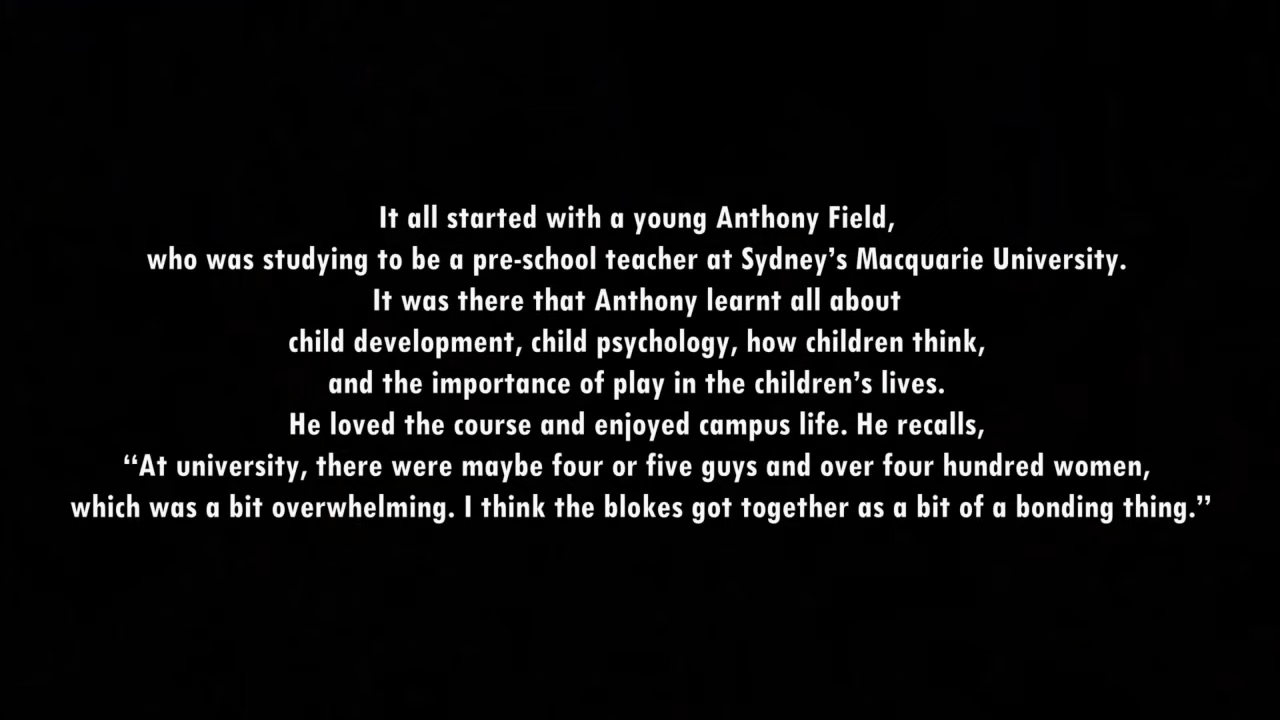 It all started with a young Anthony Field,
who was studying to be a pre-school teacher at Sydney’s Macquarie University.
It was there that Anthony learnt all about
child development, child psychology, how children think,
and the importance of play in the children’s lives.
He loved the course and enjoyed campus life. He recalls,
“At university, there were maybe four or five guys and over four hundred women,
which was a bit overwhelming. I think the blokes got together as a bit of a bonding thing.”